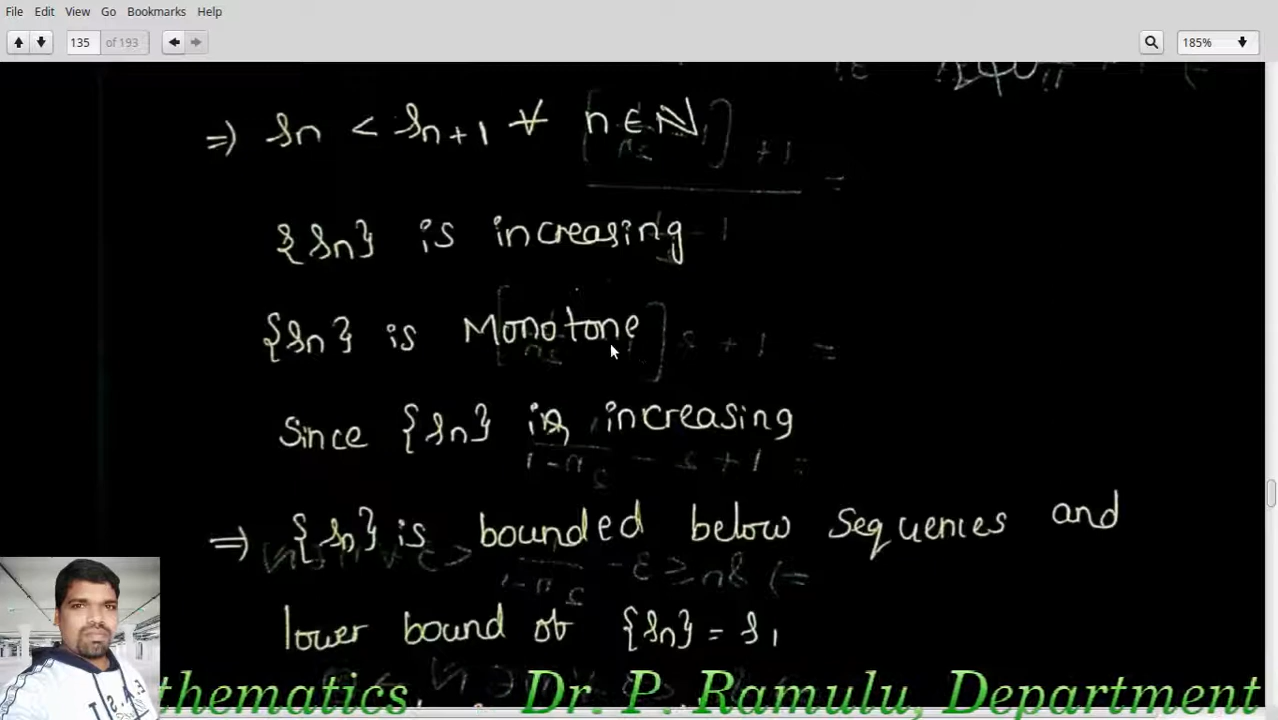 File Edit View Go Bookmarks Help
135 of 193 185%
⇒ Sn < Sn+1 ∀ n ∈ N
{Sn} is increasing
{Sn} is Monotone
Since {Sn} is increasing
⇒ {Sn} is bounded below sequences and
lower bound of {Sn} = S1
thematics, Dr. P. Ramulu, Department